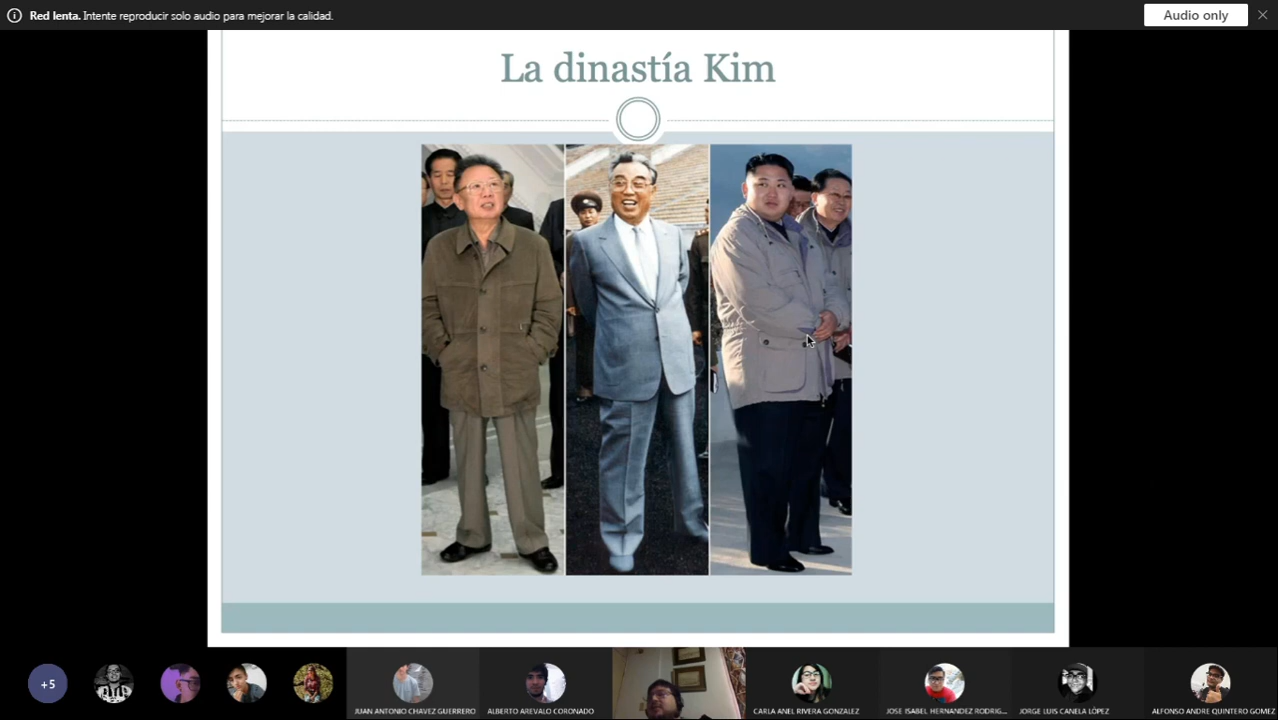 Red lenta. Intente reproducir solo audio para mejorar la calidad.
Audio only
La dinastía Kim
+5
JUAN ANTONIO CHAVEZ GUERRERO
ALBERTO AREVALO CORONADO
CARLA ANEL RIVERA GONZALEZ
JOSE ISABEL HERNANDEZ RODRIG...
JORGE LUIS CANELA LÓPEZ
ALFONSO ANDRE QUINTERO GOMEZ